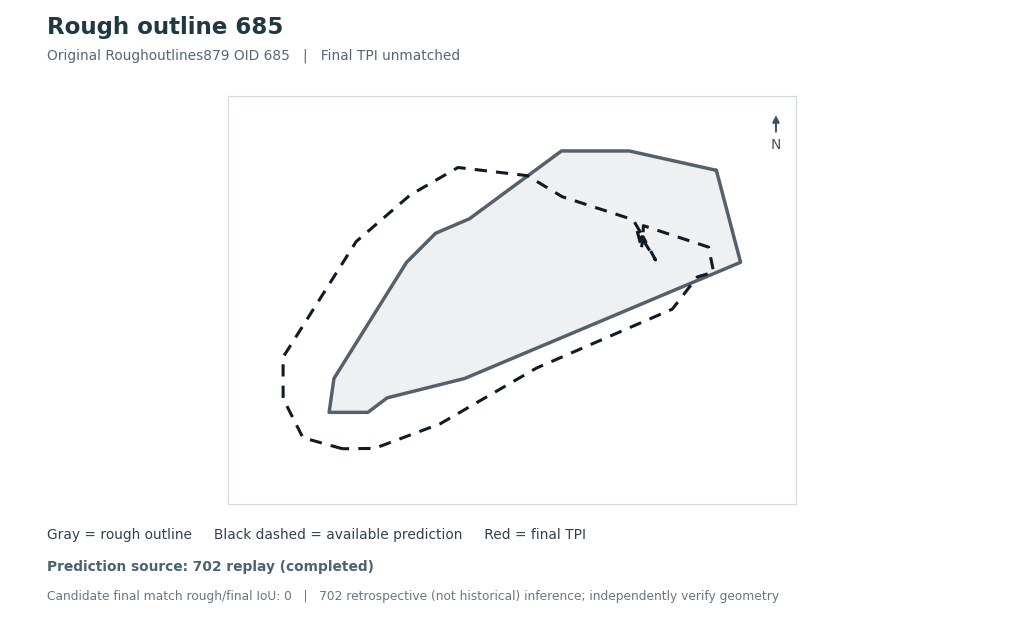 Rough outline 685
Original Roughoutlines879 OID 685   |   Final TPI unmatched
N
Gray = rough outline     Black dashed = available prediction     Red = final TPI
Prediction source: 702 replay (completed)
Candidate final match rough/final IoU: 0   |   702 retrospective (not historical) inference; independently verify geometry